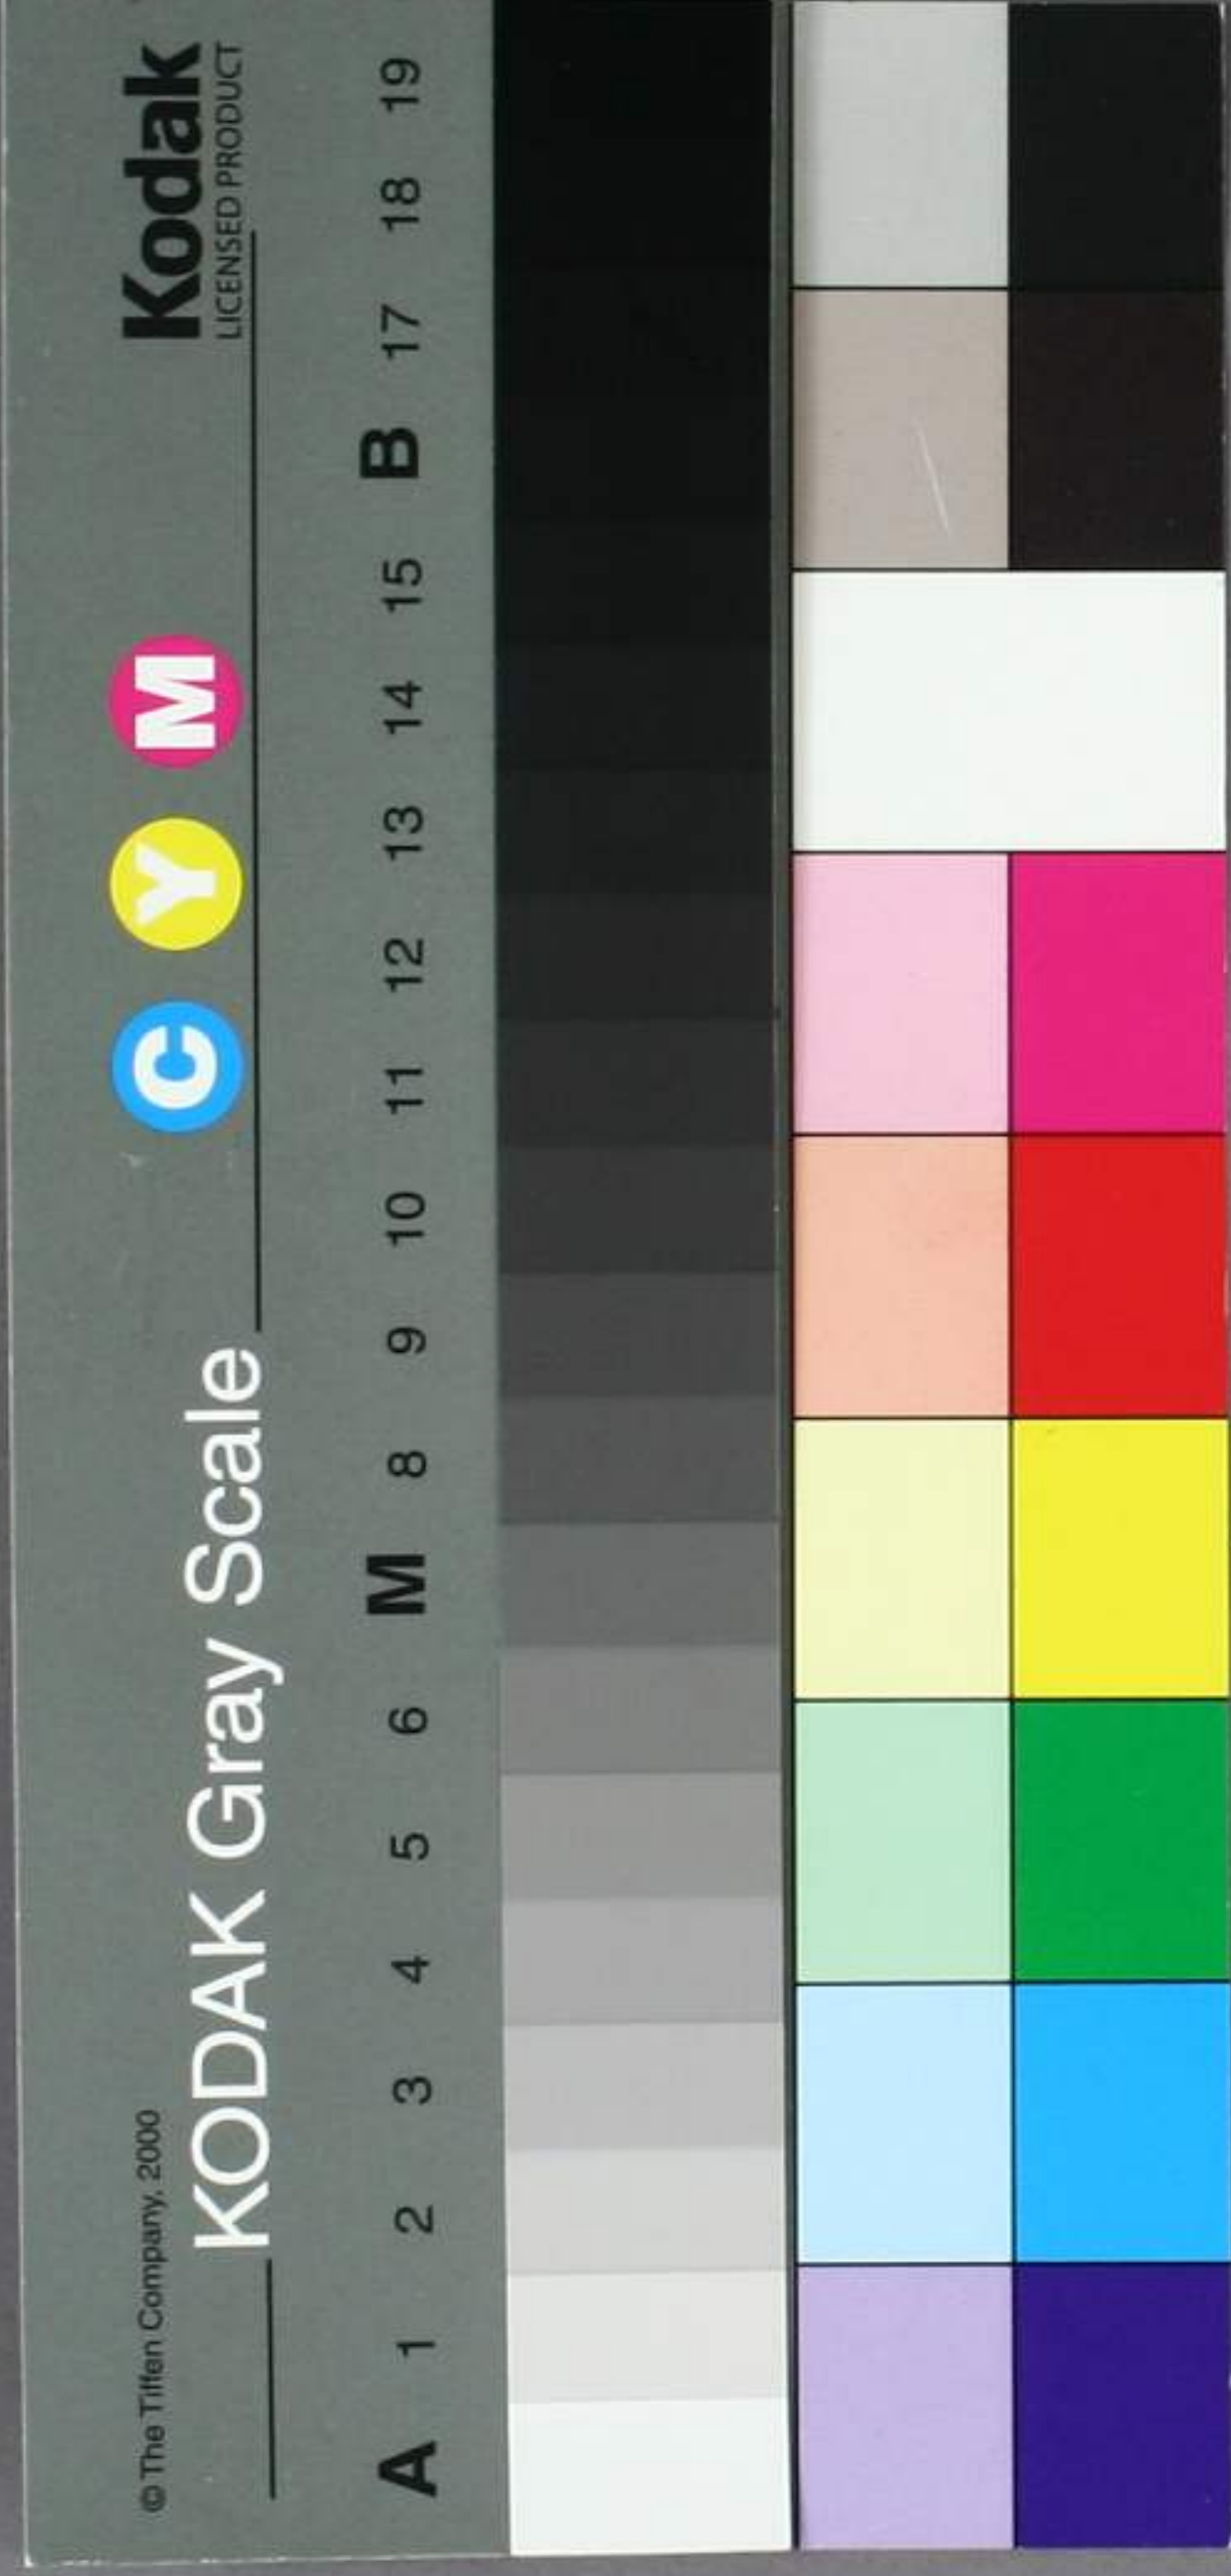 © The Tiffen Company, 2000
KODAK Gray Scale
C Y M
Kodak
LICENSED PRODUCT
A 1 2 3 4 5 6 M 8 9 10 11 12 13 14 15 B 17 18 19